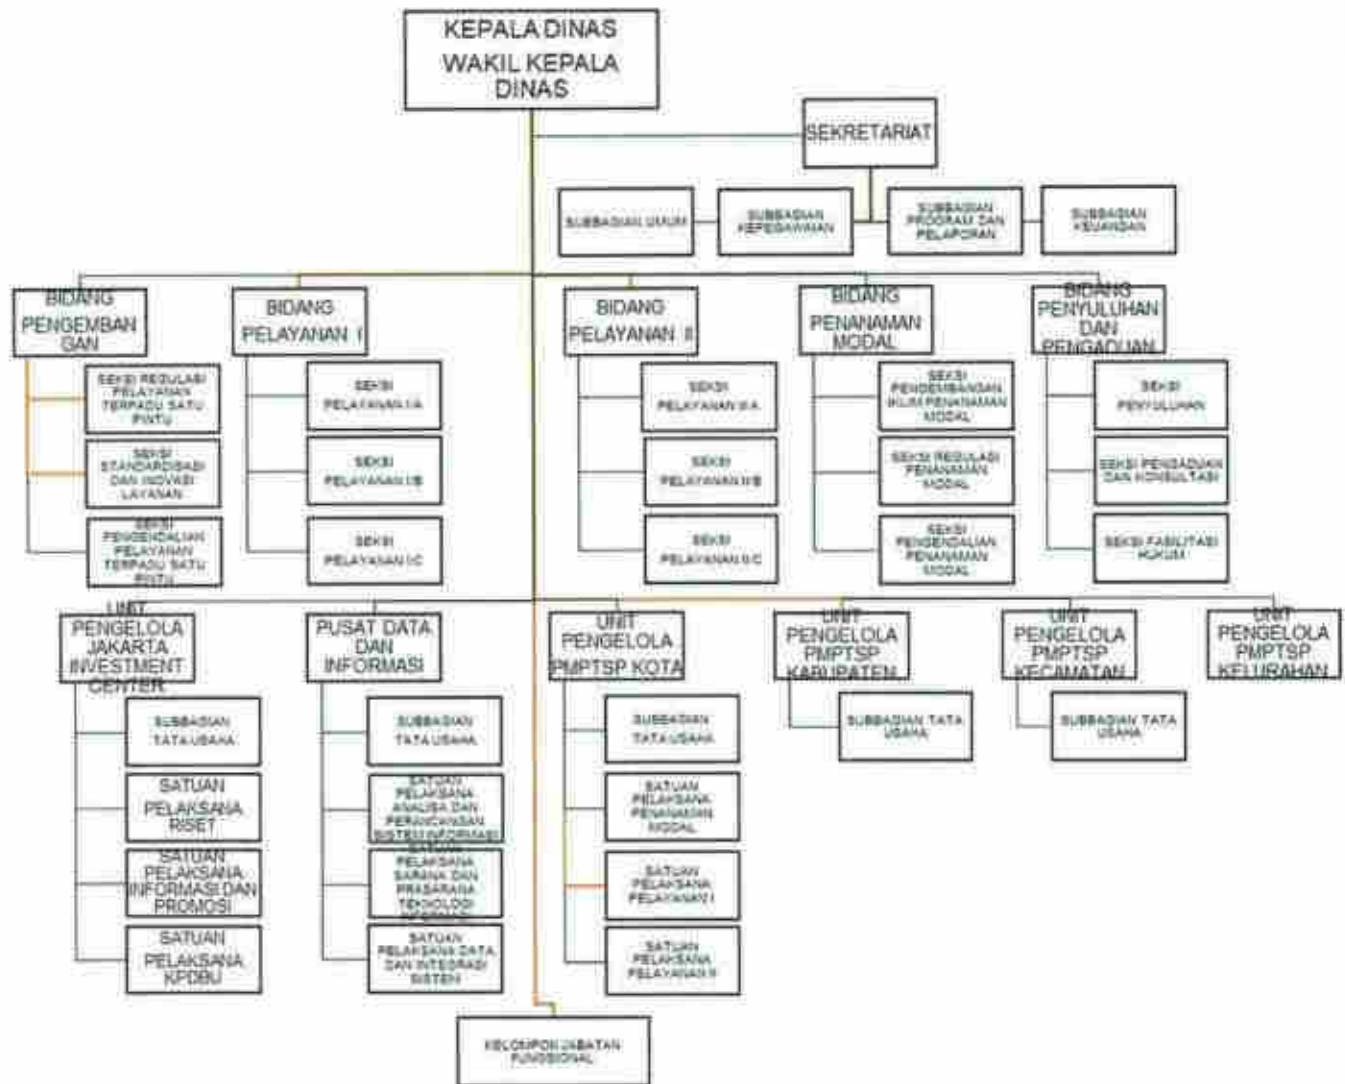 KEPALA DINAS
WAKIL KEPALA
DINAS
SEKRETARIAT
SUBBAGIAN UMUM
SUBBAGIAN
KEPEGAWAIAN
SUBBAGIAN
PROGRAM DAN
PELAPORAN
SUBBAGIAN
KEUANGAN
BIDANG
PENGEMBAN
GAN
BIDANG
PELAYANAN I
BIDANG
PELAYANAN II
BIDANG
PENANAMAN
MODAL
BIDANG
PENYULUHAN
DAN
PENGADUAN
SEKSI REGULASI
PELAYANAN
TERPADU SATU
PINTU
SEKSI
STANDARDISASI
DAN INOVASI
LAYANAN
SEKSI
PENGENDALIAN
PELAYANAN
TERPADU SATU
PINTU
SEKSI
PELAYANAN I/A
SEKSI
PELAYANAN I/B
SEKSI
PELAYANAN I/C
SEKSI
PELAYANAN II/A
SEKSI
PELAYANAN II/B
SEKSI
PELAYANAN II/C
SEKSI
PENGEMBANGAN
IKLIM PENANAMAN
MODAL
SEKSI REGULASI
PENANAMAN
MODAL
SEKSI
PENGENDALIAN
PENANAMAN
MODAL
SEKSI
PENYULUHAN
SEKSI PENGADUAN
DAN KONSULTASI
SEKSI FASILITASI
HUKUM
UNIT
PENGELOLA
JAKARTA
INVESTMENT
CENTER
PUSAT DATA
DAN
INFORMASI
UNIT
PENGELOLA
PMPTSP KOTA
UNIT
PENGELOLA
PMPTSP
KABUPATEN
UNIT
PENGELOLA
PMPTSP
KECAMATAN
UNIT
PENGELOLA
PMPTSP
KELURAHAN
SUBBAGIAN
TATA USAHA
SATUAN
PELAKSANA
RISET
SATUAN
PELAKSANA
INFORMASI DAN
PROMOSI
SATUAN
PELAKSANA
KPDBU
SUBBAGIAN
TATA USAHA
SATUAN
PELAKSANA
ANALISA DAN
PERANCANGAN
SISTEM INFORMASI
SATUAN
PELAKSANA
SARANA DAN
PRASARANA
TEKNOLOGI
INFORMASI
SATUAN
PELAKSANA DATA
DAN INTEGRASI
SISTEM
SUBBAGIAN
TATA USAHA
SATUAN
PELAKSANA
PENANAMAN
MODAL
SATUAN
PELAKSANA
PELAYANAN I
SATUAN
PELAKSANA
PELAYANAN II
SUBBAGIAN TATA
USAHA
SUBBAGIAN TATA
USAHA
KELOMPOK JABATAN
FUNGSIONAL